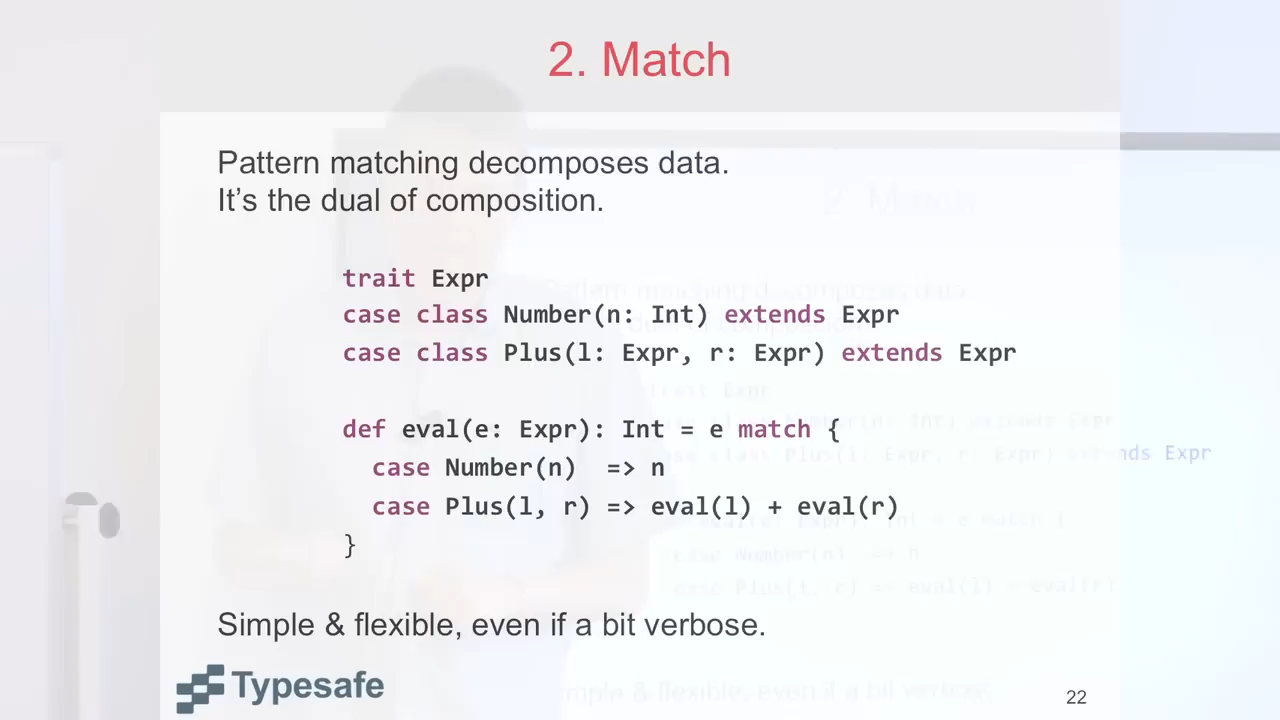 2. Match
Pattern matching decomposes data.
It’s the dual of composition.
trait Expr
case class Number(n: Int) extends Expr
case class Plus(l: Expr, r: Expr) extends Expr
def eval(e: Expr): Int = e match {
  case Number(n)  => n
  case Plus(l, r) => eval(l) + eval(r)
}
Simple & flexible, even if a bit verbose.
Typesafe
22